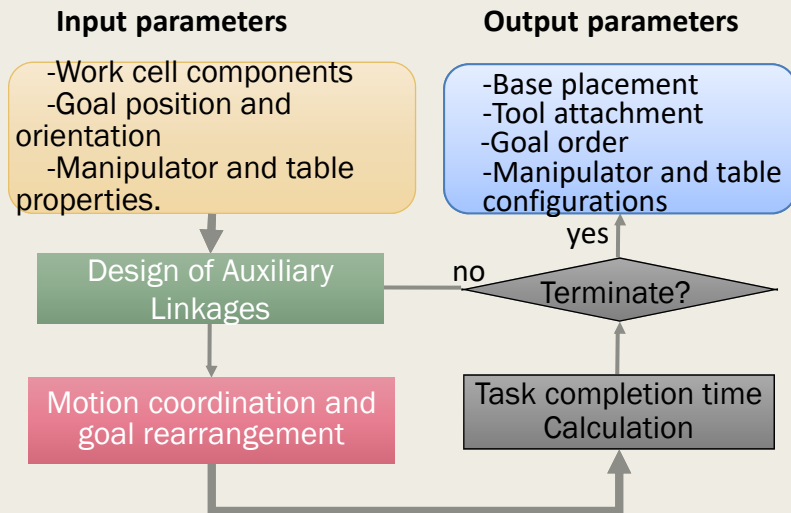 Input parameters
-Work cell components
-Goal position and
orientation
-Manipulator and table
properties.
Design of Auxiliary
Linkages
Motion coordination and
goal rearrangement
Output parameters
-Base placement
-Tool attachment
-Goal order
-Manipulator and table
configurations
yes
no
Terminate?
Task completion time
Calculation